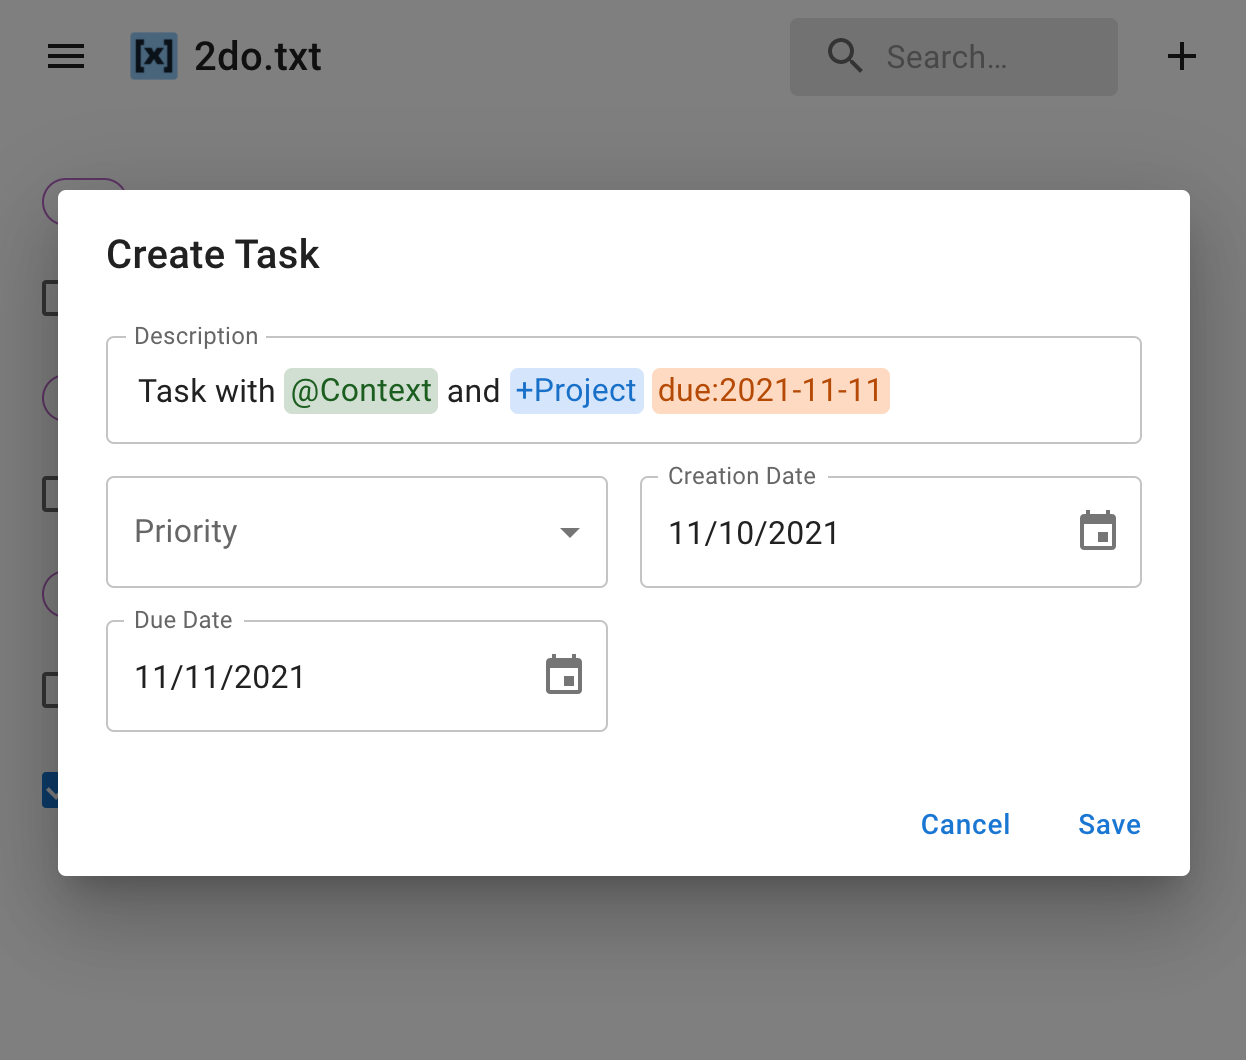 [x] 2do.txt
Search...
Create Task
Description
Task with @Context and +Project due:2021-11-11
Priority
Creation Date
11/10/2021
Due Date
11/11/2021
Cancel Save